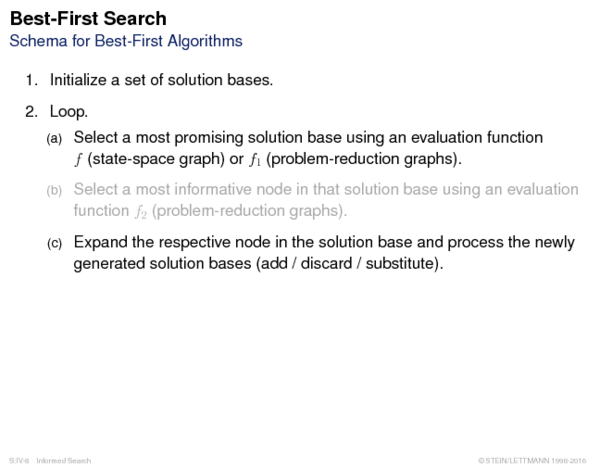 Best-First Search
Schema for Best-First Algorithms
1. Initialize a set of solution bases.
2. Loop.
(a) Select a most promising solution base using an evaluation function
f (state-space graph) or f₁ (problem-reduction graphs).
(b) Select a most informative node in that solution base using an evaluation
function f₂ (problem-reduction graphs).
(c) Expand the respective node in the solution base and process the newly
generated solution bases (add / discard / substitute).
S:IV-6 Informed Search ©STEIN/LETTMANN 1998-2016